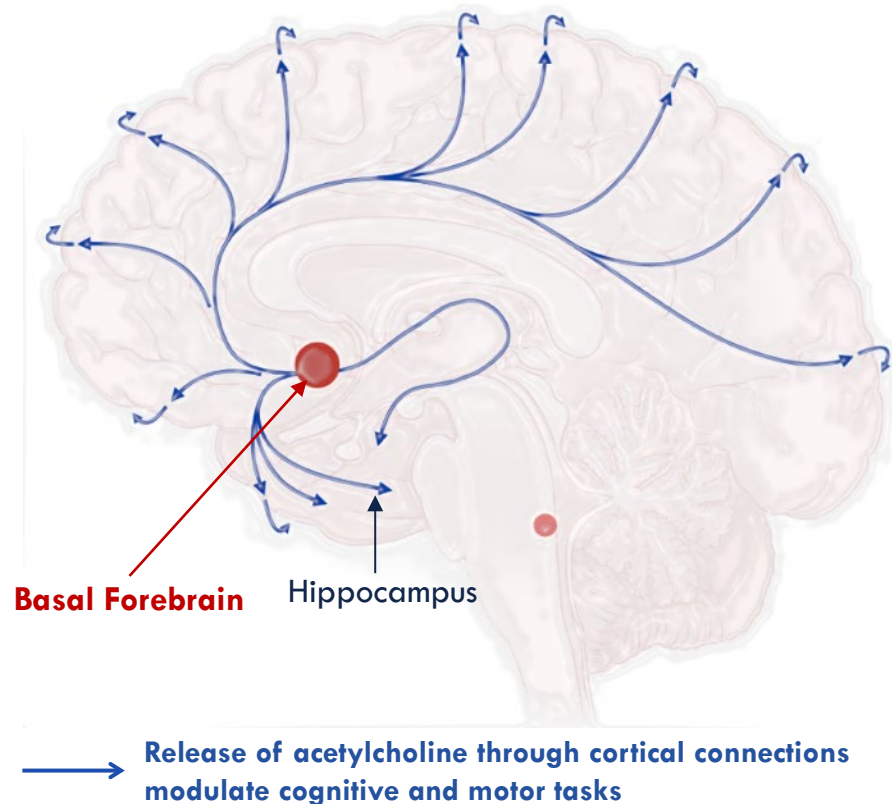 Basal Forebrain
Hippocampus
Release of acetylcholine through cortical connections
modulate cognitive and motor tasks